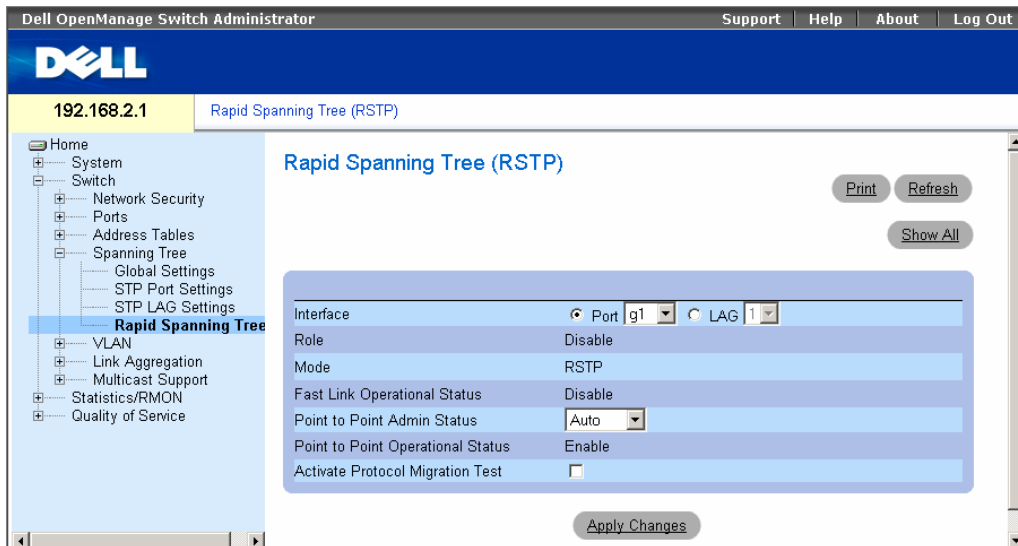 Dell OpenManage Switch Administrator
Support | Help | About | Log Out
DELL
192.168.2.1
Rapid Spanning Tree (RSTP)
Home
System
Switch
Network Security
Ports
Address Tables
Spanning Tree
Global Settings
STP Port Settings
STP LAG Settings
Rapid Spanning Tree
VLAN
Link Aggregation
Multicast Support
Statistics/RMON
Quality of Service
Rapid Spanning Tree (RSTP)
Print Refresh
Show All
Interface Port g1 LAG 1
Role Disable
Mode RSTP
Fast Link Operational Status Disable
Point to Point Admin Status Auto
Point to Point Operational Status Enable
Activate Protocol Migration Test
Apply Changes